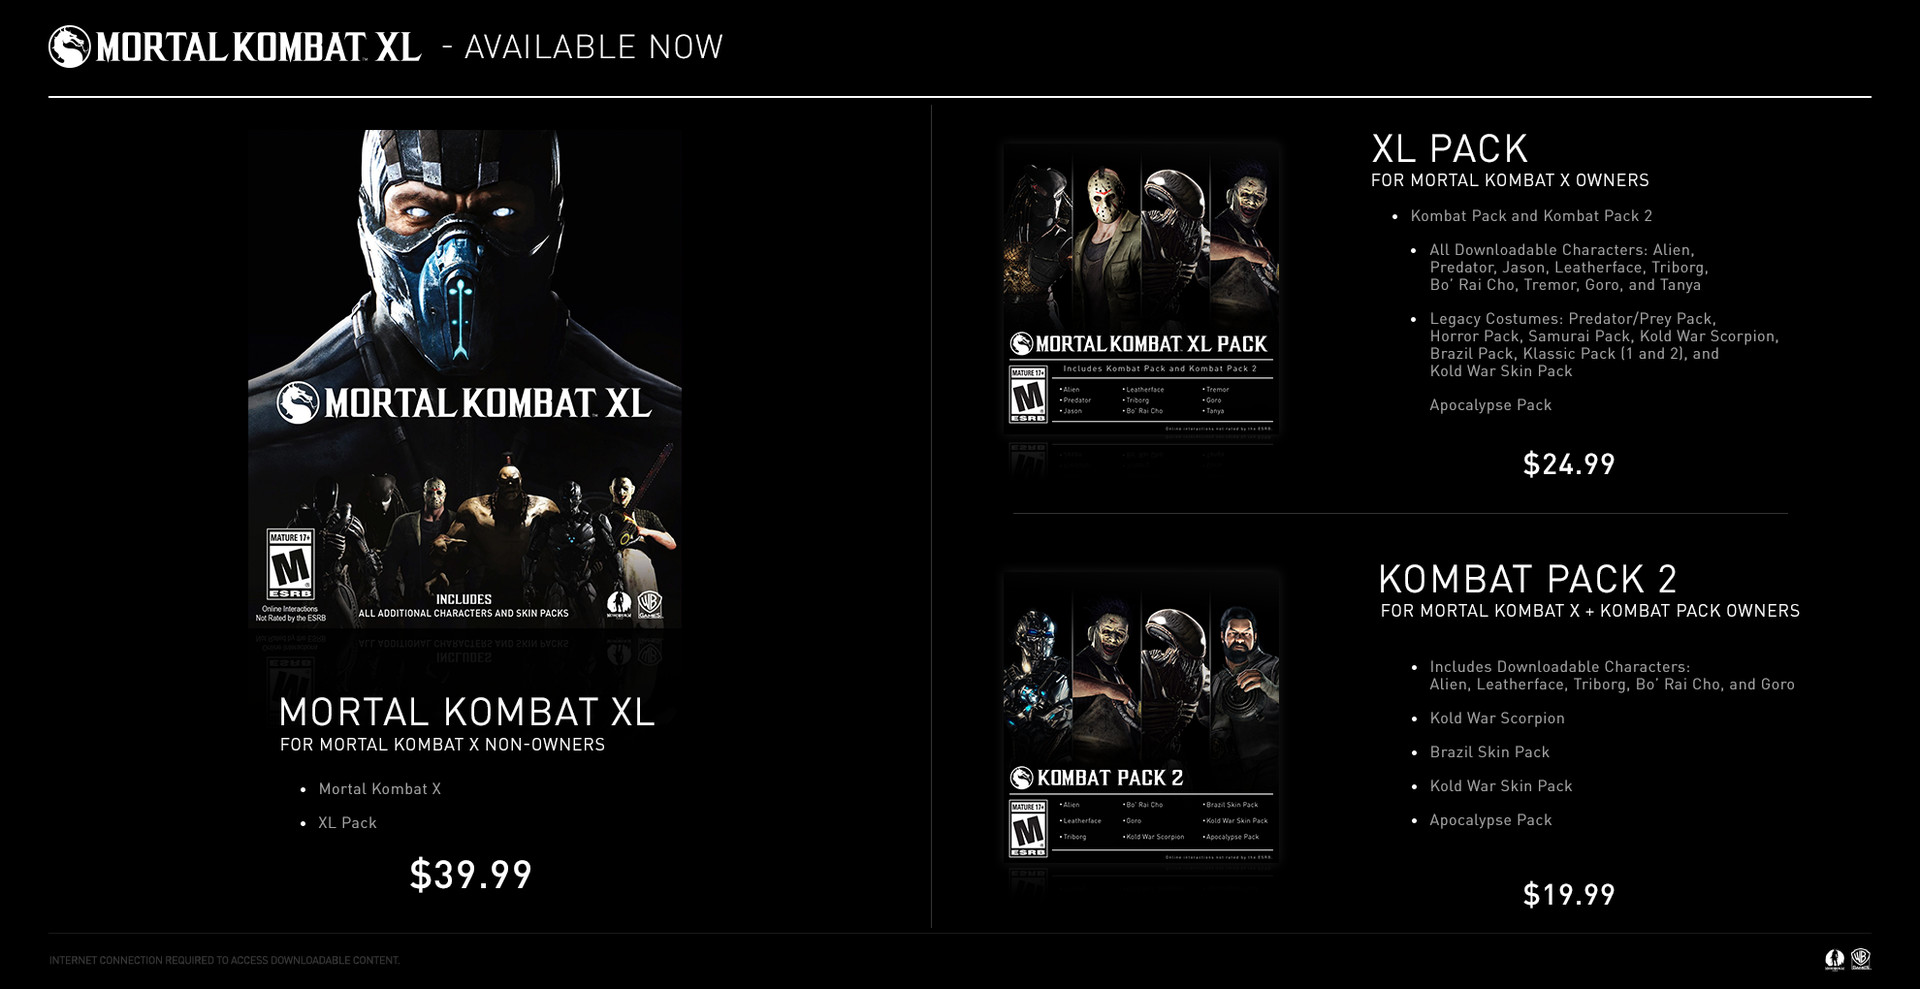 MORTAL KOMBAT XL - AVAILABLE NOW
MORTAL KOMBAT XL
MATURE 17+
M
ESRB
Online Interactions
Not Rated by the ESRB
INCLUDES
ALL ADDITIONAL CHARACTERS AND SKIN PACKS
WB
GAMES
MORTAL KOMBAT XL
FOR MORTAL KOMBAT X NON-OWNERS
• Mortal Kombat X
• XL Pack
$39.99
MORTAL KOMBAT XL PACK
Includes Kombat Pack and Kombat Pack 2
MATURE 17+
M
ESRB
• Alien • Leatherface • Tremor
• Predator • Triborg • Goro
• Jason • Bo' Rai Cho • Tanya
Online interactions not rated by the ESRB.
XL PACK
FOR MORTAL KOMBAT X OWNERS
• Kombat Pack and Kombat Pack 2
• All Downloadable Characters: Alien,
Predator, Jason, Leatherface, Triborg,
Bo' Rai Cho, Tremor, Goro, and Tanya
• Legacy Costumes: Predator/Prey Pack,
Horror Pack, Samurai Pack, Kold War Scorpion,
Brazil Pack, Klassic Pack (1 and 2), and
Kold War Skin Pack
Apocalypse Pack
$24.99
KOMBAT PACK 2
MATURE 17+
M
ESRB
• Alien • Bo' Rai Cho • Brazil Skin Pack
• Leatherface • Goro • Kold War Skin Pack
• Triborg • Kold War Scorpion • Apocalypse Pack
Online interactions not rated by the ESRB.
KOMBAT PACK 2
FOR MORTAL KOMBAT X + KOMBAT PACK OWNERS
• Includes Downloadable Characters:
Alien, Leatherface, Triborg, Bo' Rai Cho, and Goro
• Kold War Scorpion
• Brazil Skin Pack
• Kold War Skin Pack
• Apocalypse Pack
$19.99
INTERNET CONNECTION REQUIRED TO ACCESS DOWNLOADABLE CONTENT.
WB
GAMES